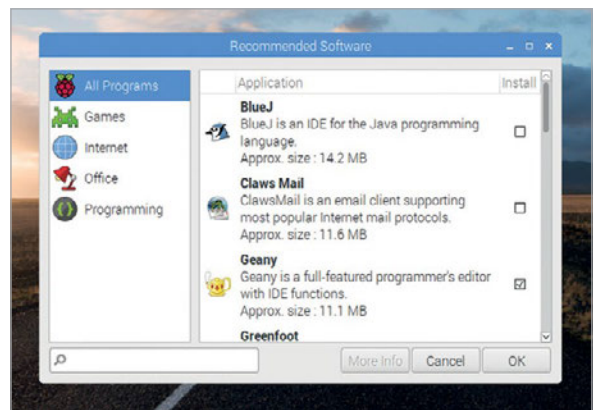 Recommended Software
All Programs
Games
Internet
Office
Programming
Application Install
BlueJ
BlueJ is an IDE for the Java programming
language.
Approx. size : 14.2 MB
Claws Mail
ClawsMail is an email client supporting
most popular Internet mail protocols.
Approx. size : 11.6 MB
Geany
Geany is a full-featured programmer's editor
with IDE functions.
Approx. size : 11.1 MB
Greenfoot
More Info Cancel OK